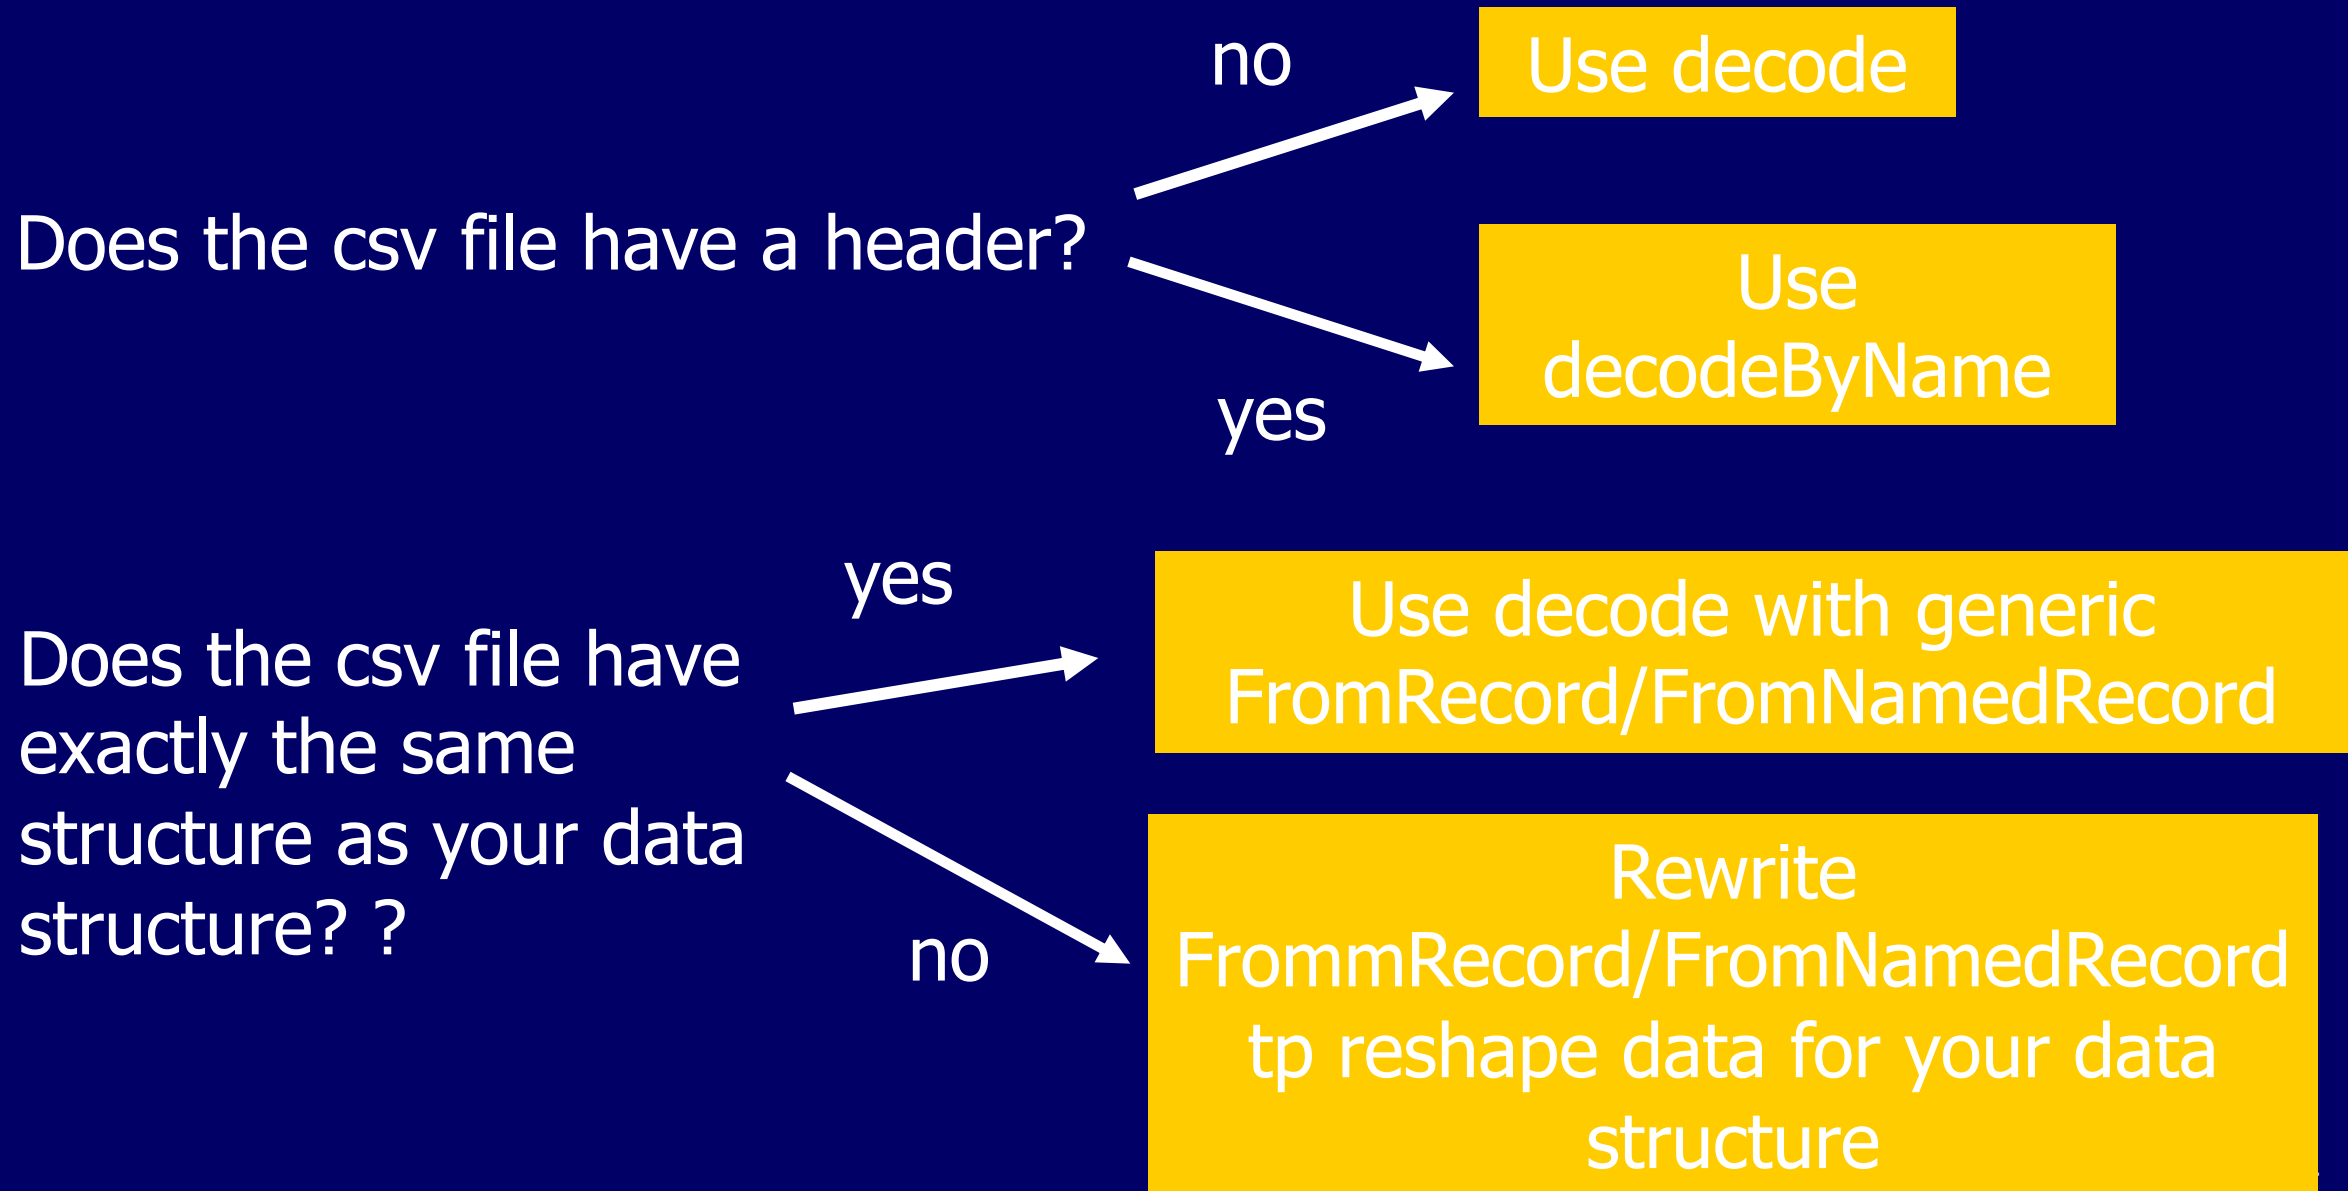 no
Use decode
Does the csv file have a header?
Use
decodeByName
yes
yes
Use decode with generic
FromRecord/FromNamedRecord
Does the csv file have
exactly the same
structure as your data
structure? ?
no
Rewrite
FrommRecord/FromNamedRecord
tp reshape data for your data
structure